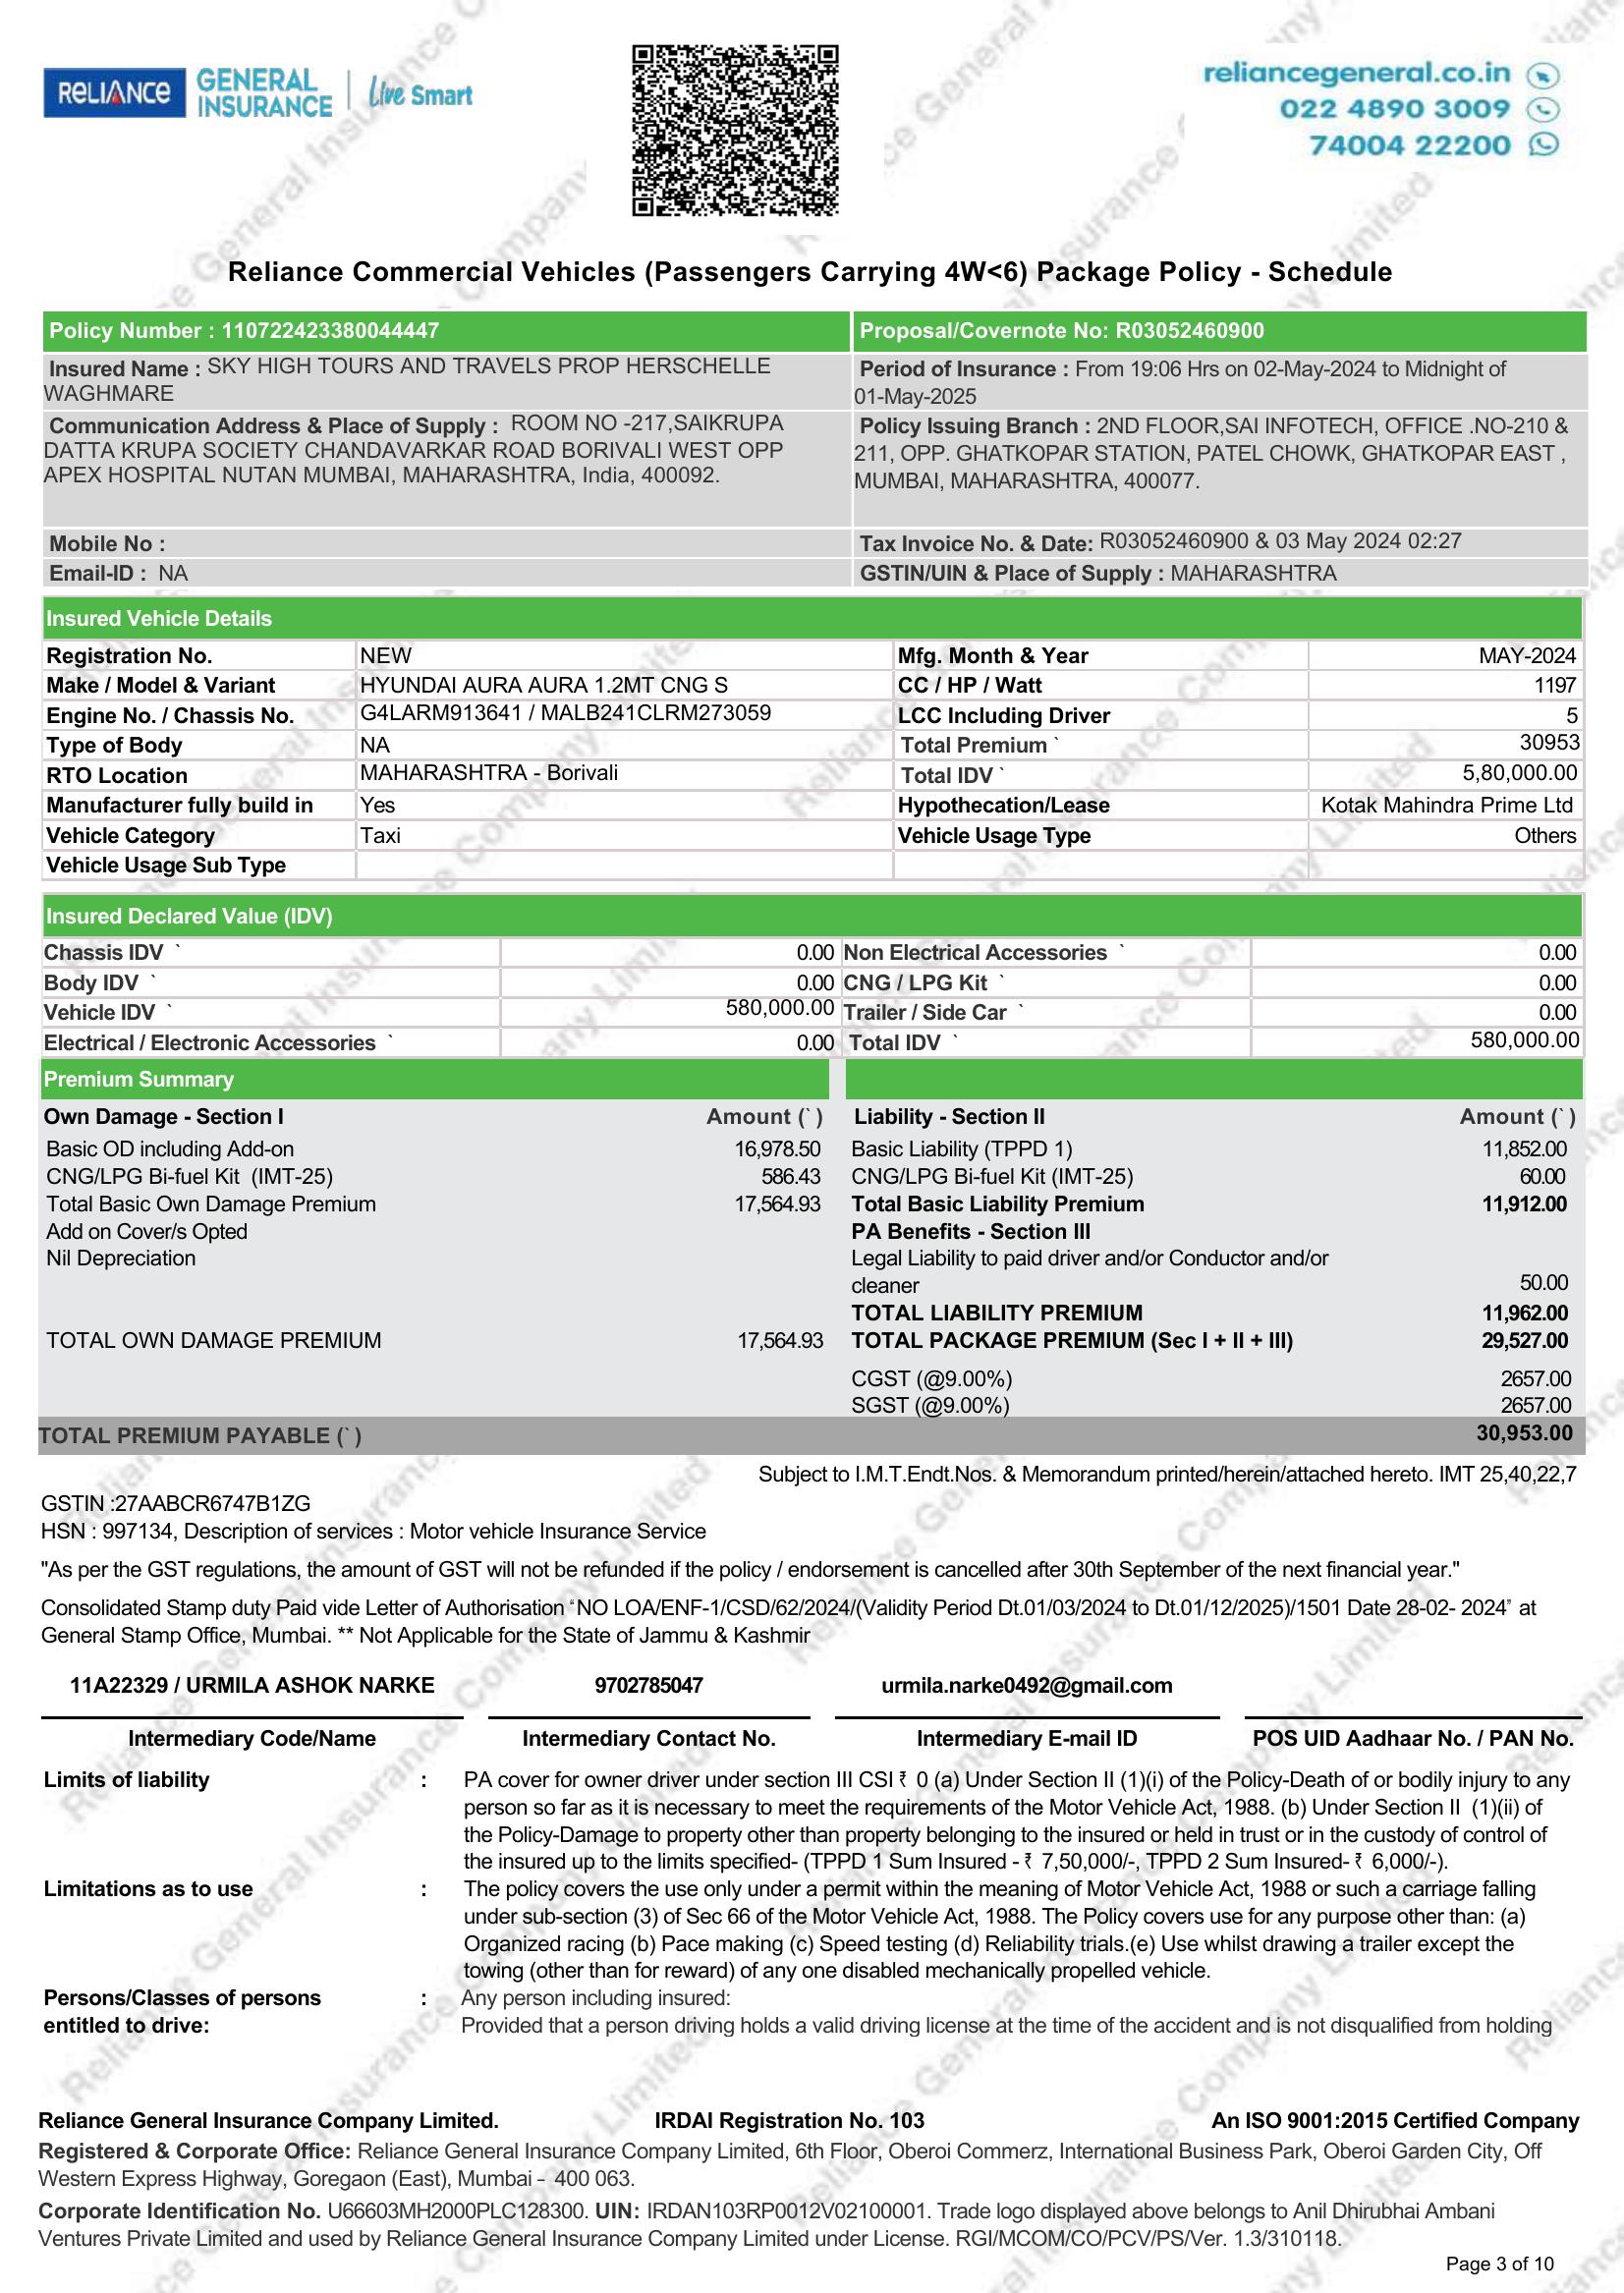 RELIANCE GENERAL INSURANCE Live Smart
reliancegeneral.co.in
022 4890 3009
74004 22200
Reliance Commercial Vehicles (Passengers Carrying 4W<6) Package Policy - Schedule
Policy Number : 110722423380044447 Proposal/Covernote No: R03052460900
Insured Name : SKY HIGH TOURS AND TRAVELS PROP HERSCHELLE
WAGHMARE
Period of Insurance : From 19:06 Hrs on 02-May-2024 to Midnight of
01-May-2025
Communication Address & Place of Supply : ROOM NO -217,SAIKRUPA
DATTA KRUPA SOCIETY CHANDAVARKAR ROAD BORIVALI WEST OPP
APEX HOSPITAL NUTAN MUMBAI, MAHARASHTRA, India, 400092.
Policy Issuing Branch : 2ND FLOOR,SAI INFOTECH, OFFICE .NO-210 &
211, OPP. GHATKOPAR STATION, PATEL CHOWK, GHATKOPAR EAST ,
MUMBAI, MAHARASHTRA, 400077.
Mobile No : Tax Invoice No. & Date: R03052460900 & 03 May 2024 02:27
Email-ID : NA GSTIN/UIN & Place of Supply : MAHARASHTRA
Insured Vehicle Details
Registration No. NEW Mfg. Month & Year MAY-2024
Make / Model & Variant HYUNDAI AURA AURA 1.2MT CNG S CC / HP / Watt 1197
Engine No. / Chassis No. G4LARM913641 / MALB241CLRM273059 LCC Including Driver 5
Type of Body NA Total Premium ` 30953
RTO Location MAHARASHTRA - Borivali Total IDV ` 5,80,000.00
Manufacturer fully build in Yes Hypothecation/Lease Kotak Mahindra Prime Ltd
Vehicle Category Taxi Vehicle Usage Type Others
Vehicle Usage Sub Type
Insured Declared Value (IDV)
Chassis IDV ` 0.00 Non Electrical Accessories ` 0.00
Body IDV ` 0.00 CNG / LPG Kit ` 0.00
Vehicle IDV ` 580,000.00 Trailer / Side Car ` 0.00
Electrical / Electronic Accessories ` 0.00 Total IDV ` 580,000.00
Premium Summary
Own Damage - Section I Amount (`) Liability - Section II Amount (`)
Basic OD including Add-on 16,978.50 Basic Liability (TPPD 1) 11,852.00
CNG/LPG Bi-fuel Kit (IMT-25) 586.43 CNG/LPG Bi-fuel Kit (IMT-25) 60.00
Total Basic Own Damage Premium 17,564.93 Total Basic Liability Premium 11,912.00
Add on Cover/s Opted PA Benefits - Section III
Nil Depreciation Legal Liability to paid driver and/or Conductor and/or
cleaner 50.00
TOTAL LIABILITY PREMIUM 11,962.00
TOTAL OWN DAMAGE PREMIUM 17,564.93 TOTAL PACKAGE PREMIUM (Sec I + II + III) 29,527.00
CGST (@9.00%) 2657.00
SGST (@9.00%) 2657.00
TOTAL PREMIUM PAYABLE (`) 30,953.00
Subject to I.M.T.Endt.Nos. & Memorandum printed/herein/attached hereto. IMT 25,40,22,7
GSTIN :27AABCR6747B1ZG
HSN : 997134, Description of services : Motor vehicle Insurance Service
"As per the GST regulations, the amount of GST will not be refunded if the policy / endorsement is cancelled after 30th September of the next financial year."
Consolidated Stamp duty Paid vide Letter of Authorisation “NO LOA/ENF-1/CSD/62/2024/(Validity Period Dt.01/03/2024 to Dt.01/12/2025)/1501 Date 28-02- 2024” at
General Stamp Office, Mumbai. ** Not Applicable for the State of Jammu & Kashmir
11A22329 / URMILA ASHOK NARKE 9702785047 urmila.narke0492@gmail.com
Intermediary Code/Name Intermediary Contact No. Intermediary E-mail ID POS UID Aadhaar No. / PAN No.
Limits of liability : PA cover for owner driver under section III CSI ₹ 0 (a) Under Section II (1)(i) of the Policy-Death of or bodily injury to any
person so far as it is necessary to meet the requirements of the Motor Vehicle Act, 1988. (b) Under Section II (1)(ii) of
the Policy-Damage to property other than property belonging to the insured or held in trust or in the custody of control of
the insured up to the limits specified- (TPPD 1 Sum Insured - ₹ 7,50,000/-, TPPD 2 Sum Insured- ₹ 6,000/-).
Limitations as to use : The policy covers the use only under a permit within the meaning of Motor Vehicle Act, 1988 or such a carriage falling
under sub-section (3) of Sec 66 of the Motor Vehicle Act, 1988. The Policy covers use for any purpose other than: (a)
Organized racing (b) Pace making (c) Speed testing (d) Reliability trials.(e) Use whilst drawing a trailer except the
towing (other than for reward) of any one disabled mechanically propelled vehicle.
Persons/Classes of persons : Any person including insured:
entitled to drive: Provided that a person driving holds a valid driving license at the time of the accident and is not disqualified from holding
Reliance General Insurance Company Limited. IRDAI Registration No. 103 An ISO 9001:2015 Certified Company
Registered & Corporate Office: Reliance General Insurance Company Limited, 6th Floor, Oberoi Commerz, International Business Park, Oberoi Garden City, Off
Western Express Highway, Goregaon (East), Mumbai - 400 063.
Corporate Identification No. U66603MH2000PLC128300. UIN: IRDAN103RP0012V02100001. Trade logo displayed above belongs to Anil Dhirubhai Ambani
Ventures Private Limited and used by Reliance General Insurance Company Limited under License. RGI/MCOM/CO/PCV/PS/Ver. 1.3/310118.
Page 3 of 10